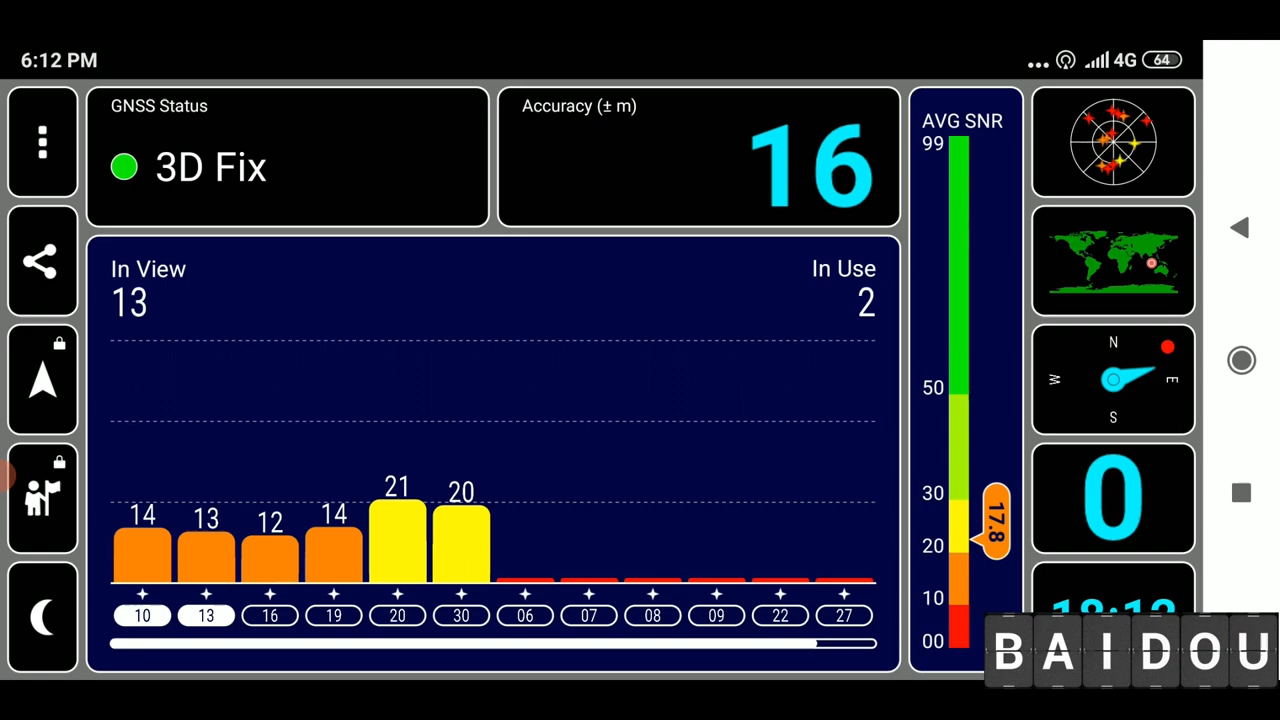 6:12 PM
4G 64
GNSS Status
3D Fix
Accuracy (± m)
16
In View
13
In Use
2
14 13 12 14 21 20
10 13 16 19 20 30 06 07 08 09 22 27
AVG SNR
99
50
30
20
10
00
17.8
N
W E
S
0
18:12
BAIDOU